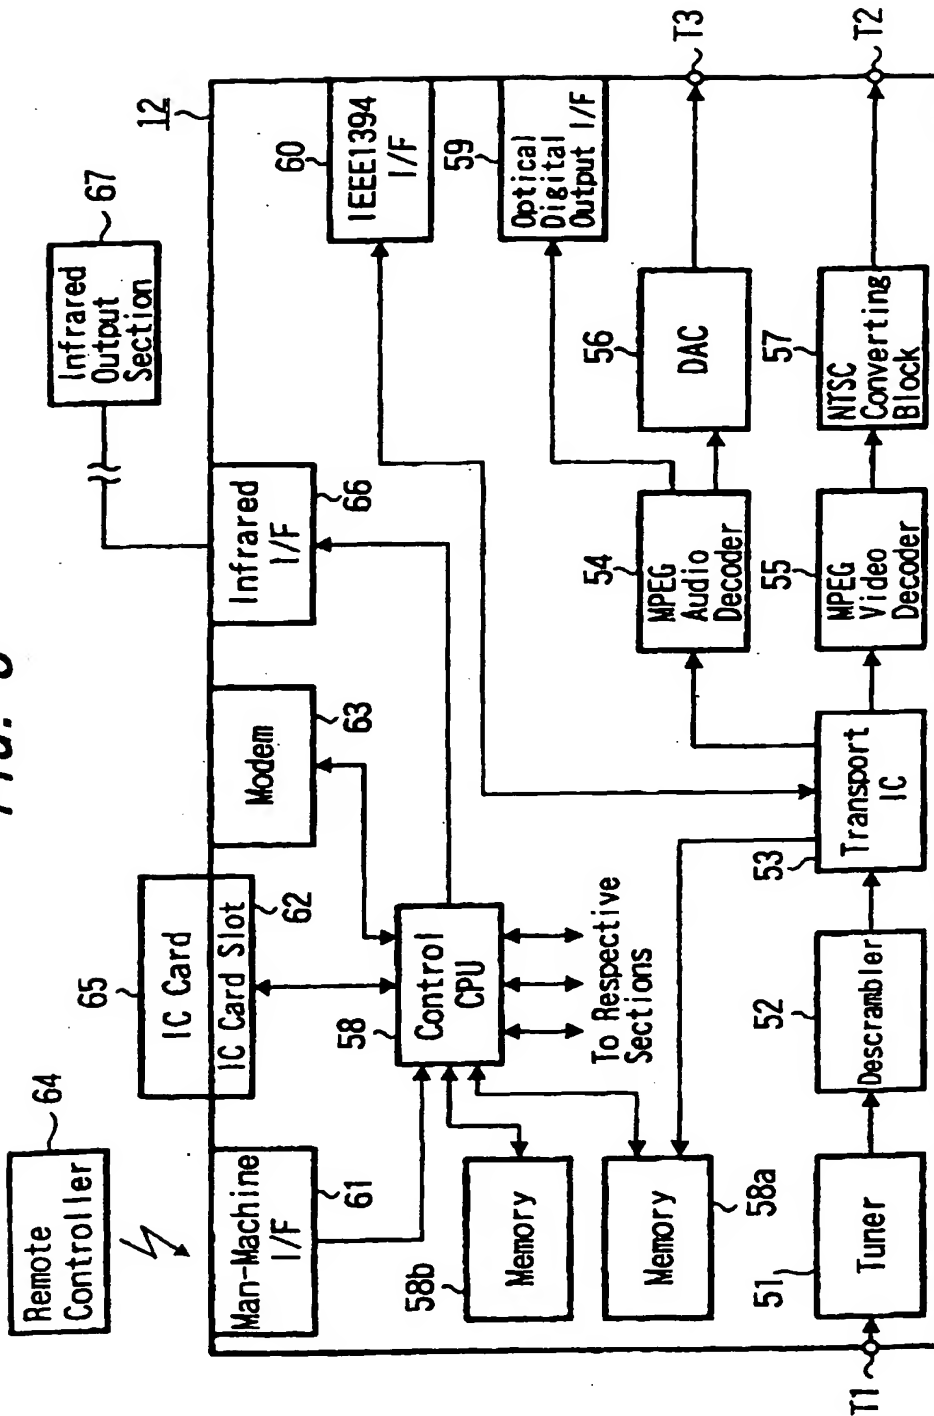 FIG.
Remote
Controller
64
65
IC Card
IC Card Slot
62
67
Infrared
Output
Section
12
Man-Machine
I/F
61
Modem
63
Infrared
I/F
66
60
IEEE1394
I/F
58
Control
CPU
58b
Memory
To Respective
Sections
59
Optical
Digital
Output I/F
Memory
58a
54
MPEG
Audio
Decoder
56
DAC
T3
51
Tuner
52
Descrambler
53
Transport
IC
55
MPEG
Video
Decoder
57
NTSC
Converting
Block
T1
T2